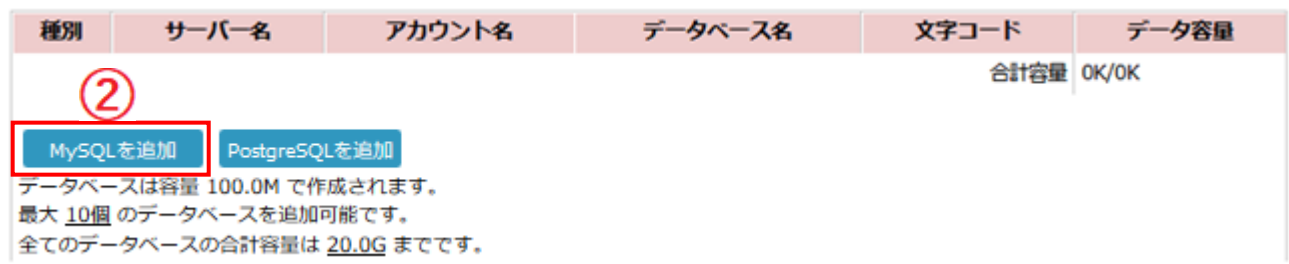 種別 サーバー名 アカウント名 データベース名 文字コード データ容量
合計容量 0K/0K
②
MySQLを追加 PostgreSQLを追加
データベースは容量 100.0M で作成されます。
最大 10個 のデータベースを追加可能です。
全てのデータベースの合計容量は 20.0G までです。